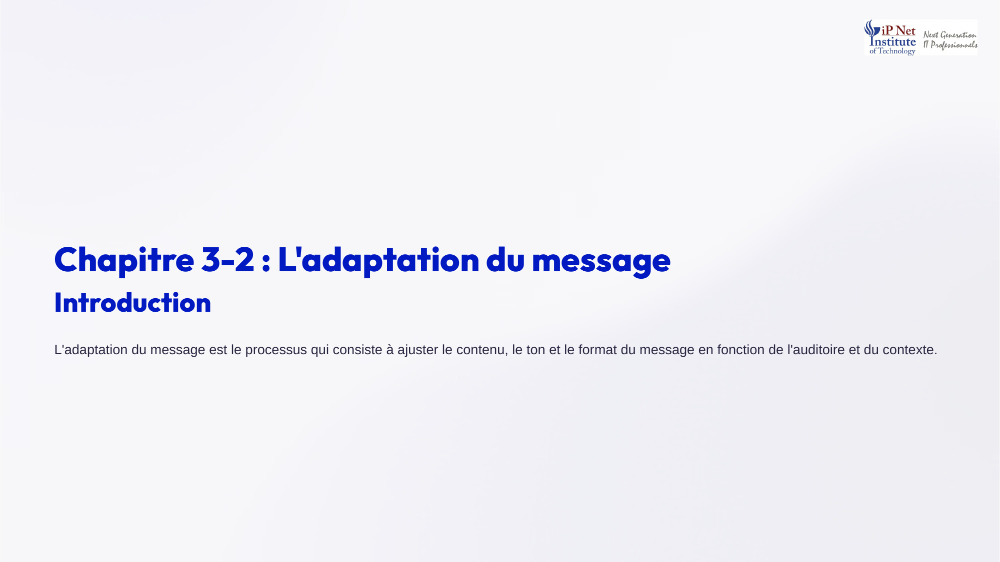 iP Net
Institute
of Technology
Next Generation
IT Professionnels
Chapitre 3-2 : L'adaptation du message
Introduction
L'adaptation du message est le processus qui consiste à ajuster le contenu, le ton et le format du message en fonction de l'auditoire et du contexte.